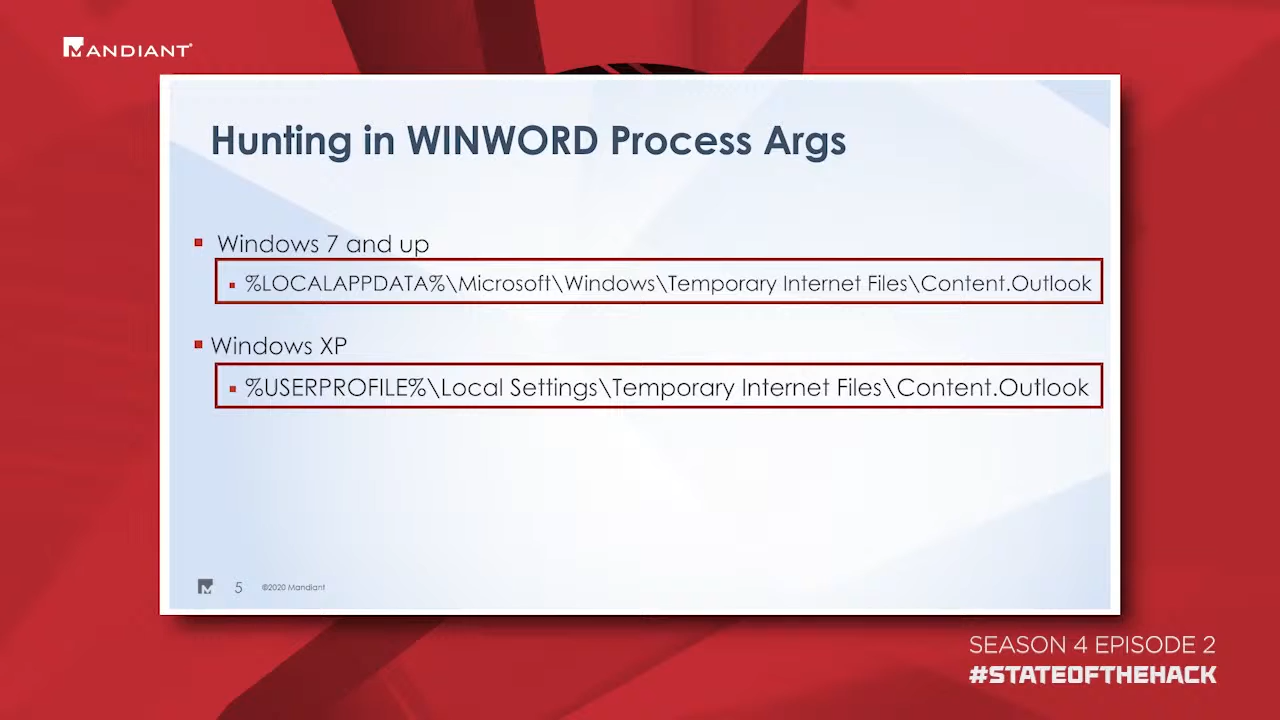 MANDIANT
Hunting in WINWORD Process Args
Windows 7 and up
%LOCALAPPDATA%\Microsoft\Windows\Temporary Internet Files\Content.Outlook
Windows XP
%USERPROFILE%\Local Settings\Temporary Internet Files\Content.Outlook
5 ©2020 Mandiant
SEASON 4 EPISODE 2
#STATEOFTHEHACK